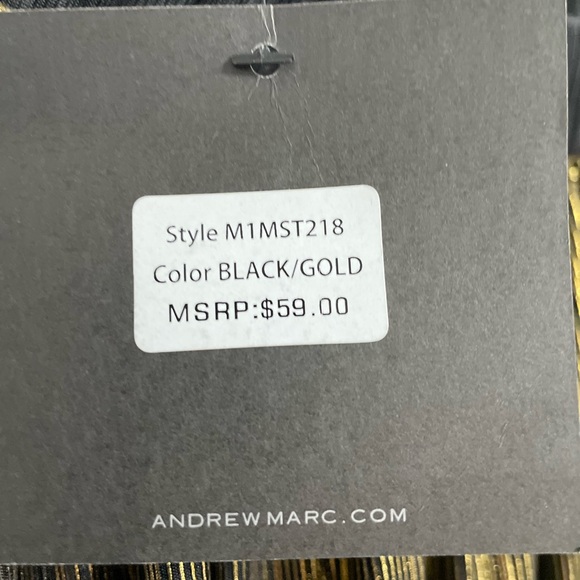 Style M1MST218
Color BLACK/GOLD
MSRP:$59.00
ANDREWMARC.COM